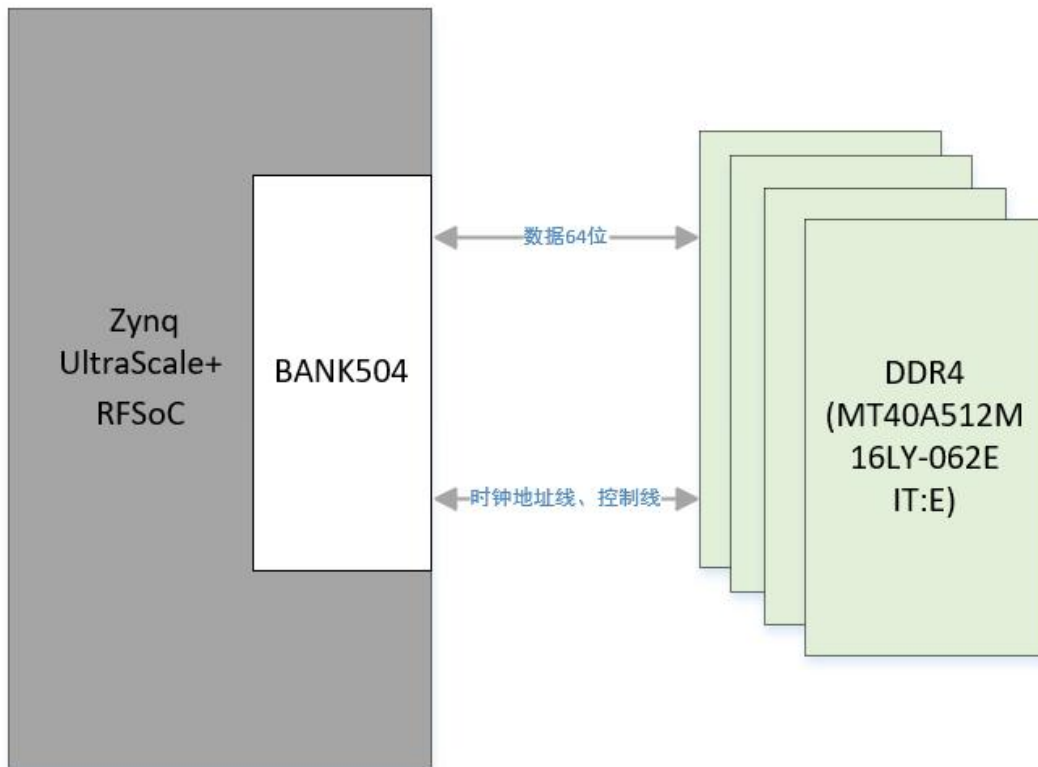 数据64位
Zynq
UltraScale+
RFSoC
BANK504
DDR4
(MT40A512M
16LY-062E
IT:E)
时钟地址线、控制线